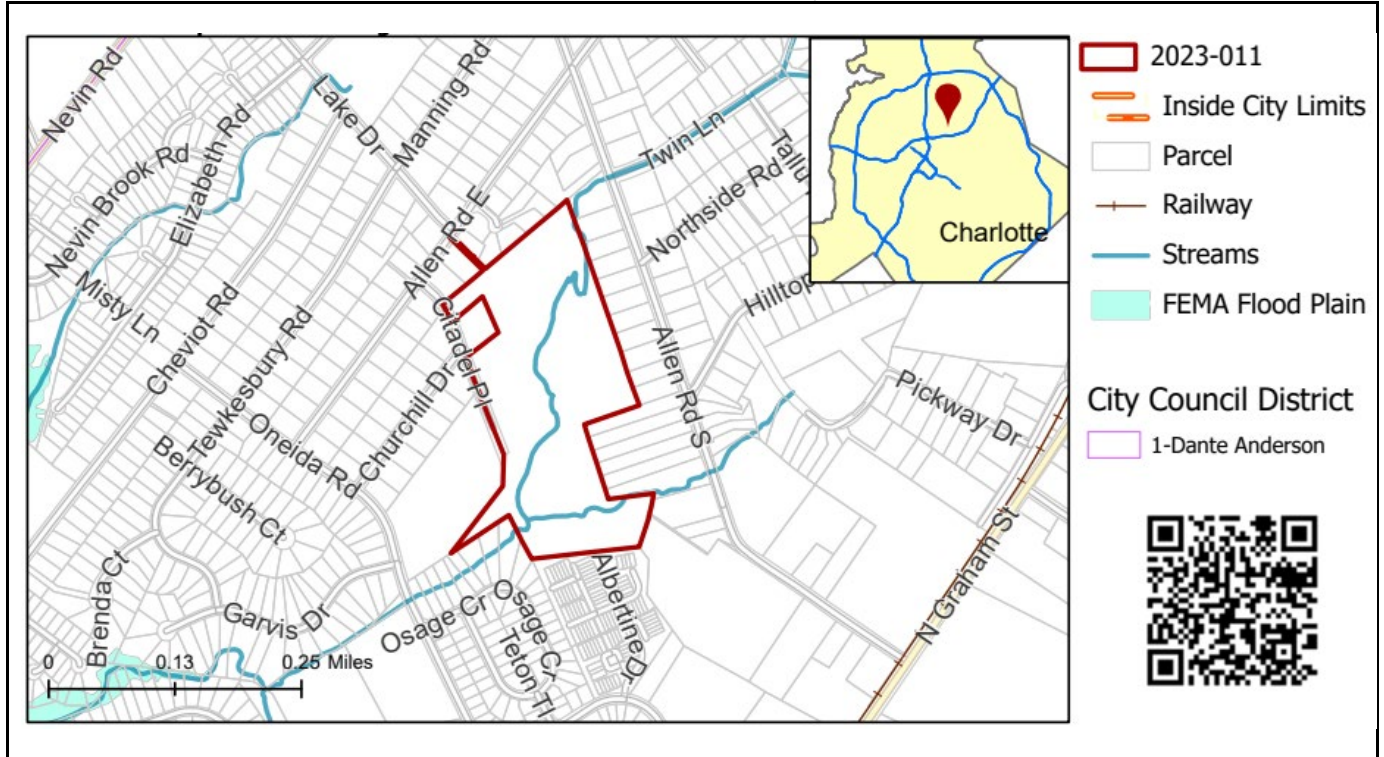 Nevin Rd
Lake Dr
Manning Rd
Elizabeth Rd
Nevin Brook Rd
Twin Ln
Tallu
Northside Rd
Allen Rd E
Misty Ln
Cheviot Rd
Citadel Pl
Hilltop
Tewkesbury Rd
Allen Rd S
Churchill Dr
Oneida Rd
Pickway Dr
Berrybush Ct
N Graham St
Brenda Ct
Garvis Dr
Osage Cr
Osage Cr
Teton Tl
Albertine Dr
0
0.13
0.25 Miles
Charlotte
2023-011
Inside City Limits
Parcel
Railway
Streams
FEMA Flood Plain
City Council District
1-Dante Anderson